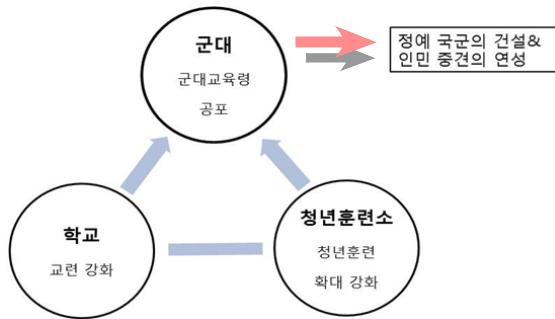 군대
군대교육령
공포
정예 국군의 건설&
인민 중견의 연성
학교
교련 강화
청년훈련소
청년훈련
확대 강화